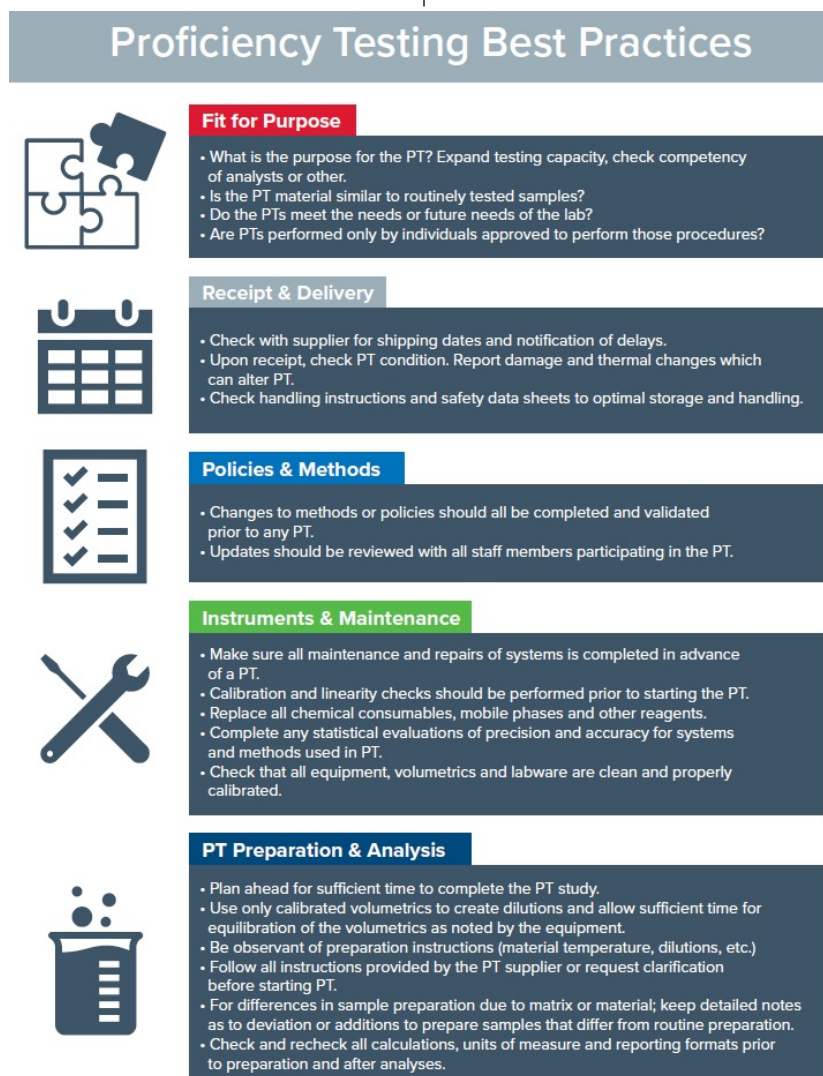 Proficiency Testing Best Practices
Fit for Purpose
• What is the purpose for the PT? Expand testing capacity, check competency
of analysts or other.
• Is the PT material similar to routinely tested samples?
• Do the PTs meet the needs or future needs of the lab?
• Are PTs performed only by individuals approved to perform those procedures?
Receipt & Delivery
• Check with supplier for shipping dates and notification of delays.
• Upon receipt, check PT condition. Report damage and thermal changes which
can alter PT.
• Check handling instructions and safety data sheets to optimal storage and handling.
Policies & Methods
• Changes to methods or policies should all be completed and validated
prior to any PT.
• Updates should be reviewed with all staff members participating in the PT.
Instruments & Maintenance
• Make sure all maintenance and repairs of systems is completed in advance
of a PT.
• Calibration and linearity checks should be performed prior to starting the PT.
• Replace all chemical consumables, mobile phases and other reagents.
• Complete any statistical evaluations of precision and accuracy for systems
and methods used in PT.
• Check that all equipment, volumetrics and labware are clean and properly
calibrated.
PT Preparation & Analysis
• Plan ahead for sufficient time to complete the PT study.
• Use only calibrated volumetrics to create dilutions and allow sufficient time for
equilibration of the volumetrics as noted by the equipment.
• Be observant of preparation instructions (material temperature, dilutions, etc.)
• Follow all instructions provided by the PT supplier or request clarification
before starting PT.
• For differences in sample preparation due to matrix or material; keep detailed notes
as to deviation or additions to prepare samples that differ from routine preparation.
• Check and recheck all calculations, units of measure and reporting formats prior
to preparation and after analyses.